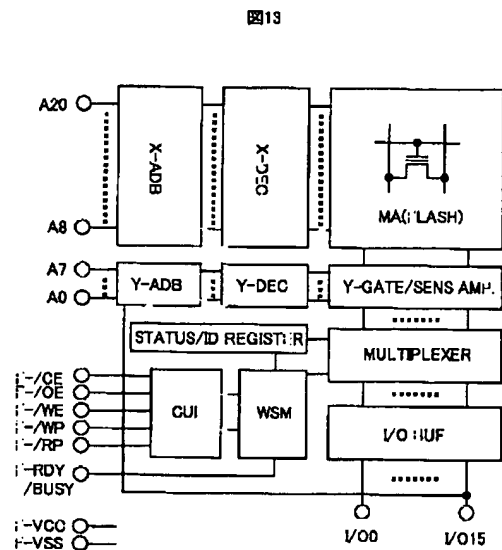 図13
A20
X-ADB
X-DEC
MA(FLASH)
A8
A7
A0
Y-ADB
Y-DEC
Y-GATE/SENS AMP.
STATUS/ID REGISTER
MULTIPLEXER
F-/CE
F-/OE
F-/WE
F-/WP
F-/RP
CUI
WSM
I/O BUF
F-RDY
/BUSY
F-VCC
F-VSS
I/O0
I/O15